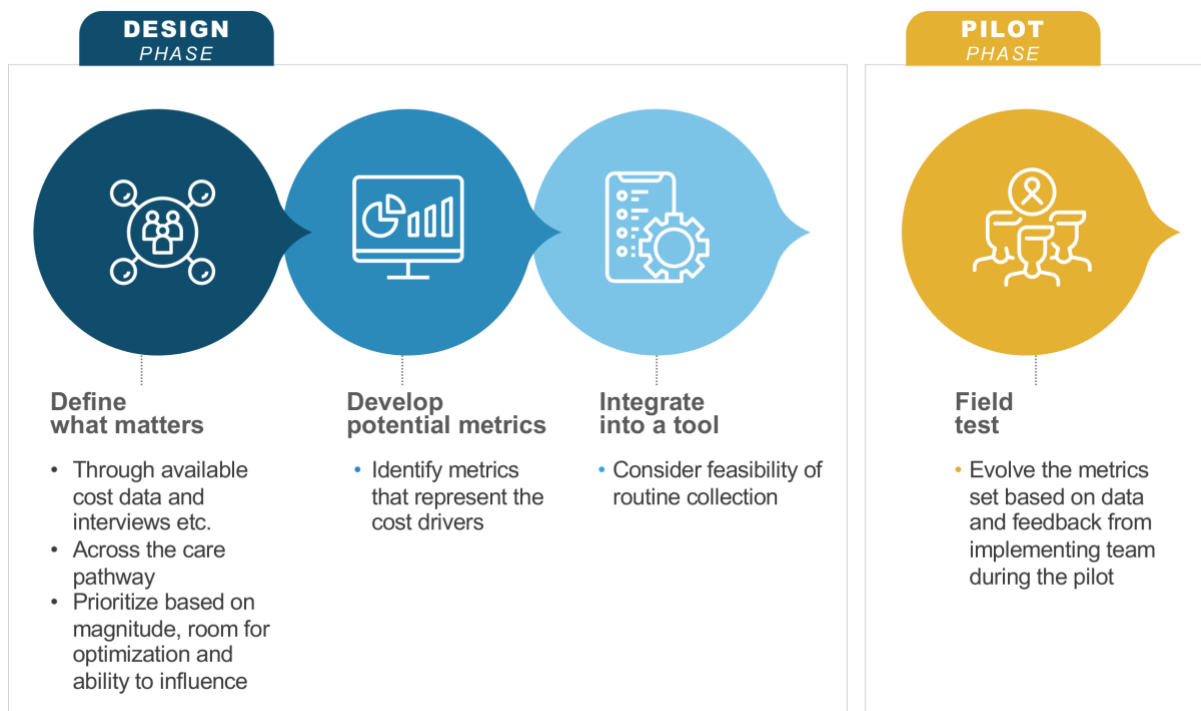 DESIGN
PHASE
Define
what matters
• Through available
cost data and
interviews etc.
• Across the care
pathway
• Prioritize based on
magnitude, room for
optimization and
ability to influence
Develop
potential metrics
• Identify metrics
that represent the
cost drivers
Integrate
into a tool
• Consider feasibility of
routine collection
PILOT
PHASE
Field
test
• Evolve the metrics
set based on data
and feedback from
implementing team
during the pilot